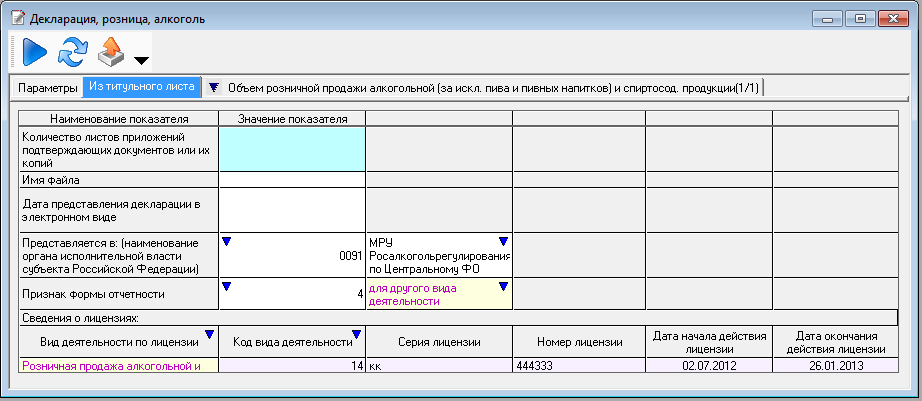 Декларация, розница, алкоголь
Параметры
Из титульного листа
Объем розничной продажи алкогольной (за искл. пива и пивных напитков) и спиртосод. продукции(1/1)
Наименование показателя
Значение показателя
Количество листов приложений
подтверждающих документов или их
копий
Имя файла
Дата представления декларации в
электронном виде
Представляется в: (наименование
органа исполнительной власти
субъекта Российской Федерации)
0091
МРУ
Росалкогольрегулирования
по Центральному ФО
Признак формы отчетности
4
для другого вида
деятельности
Сведения о лицензиях:
Вид деятельности по лицензии
Код вида деятельности
Серия лицензии
Номер лицензии
Дата начала действия
лицензии
Дата окончания
действия лицензии
Розничная продажа алкогольной и
14
кк
444333
02.07.2012
26.01.2013